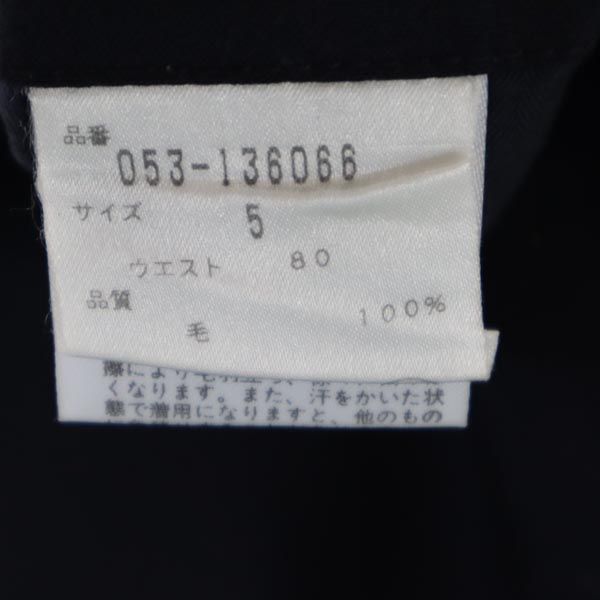 品番
053-136066
サイズ 5
ウエスト 80
品質
毛 100%
くなります。また、汗をかいた状
態で着用になりますと、他のもの